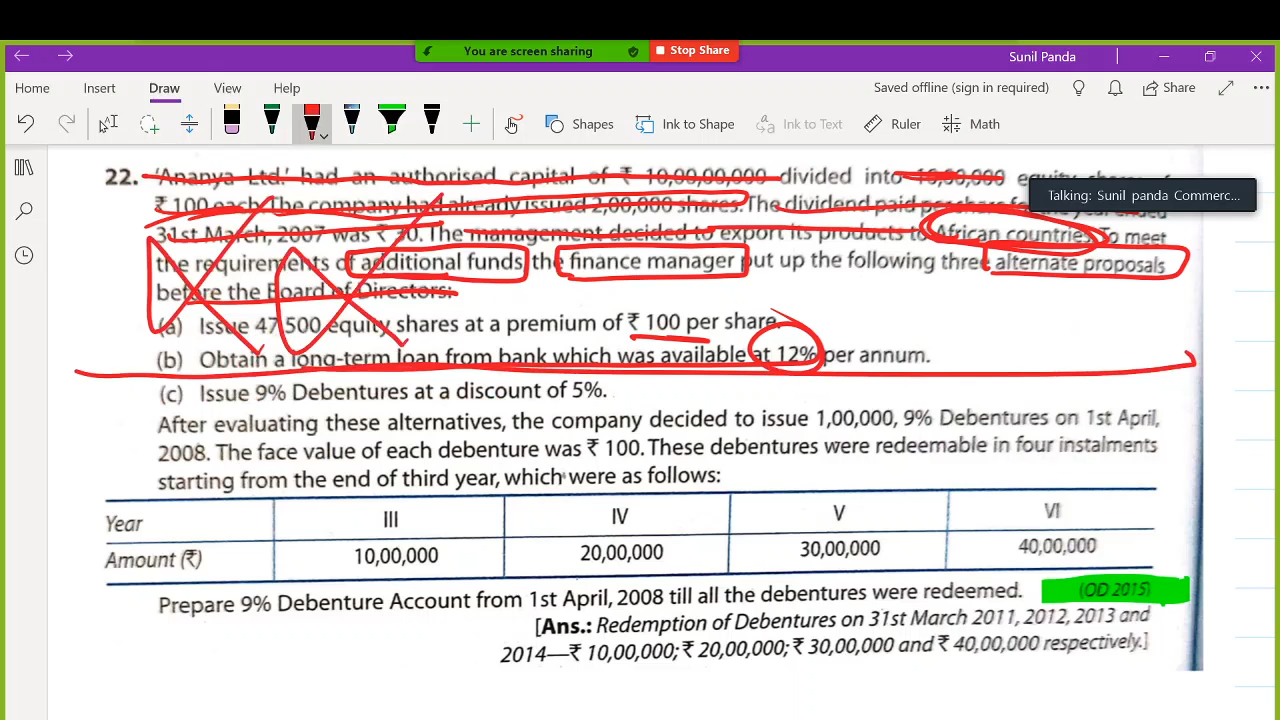 You are screen sharing Stop Share
Sunil Panda
Home Insert Draw View Help Saved offline (sign in required) Share
Shapes Ink to Shape Ink to Text Ruler Math
22. 'Ananya Ltd.' had an authorised capital of ₹ 10,00,00,000 divided into 10,00,000 equity shares of
Talking: Sunil panda Commerc...
₹ 100 each. The company had already issued 2,00,000 shares. The dividend paid per share for the year ended
31st March, 2007 was ₹ 30. The management decided to export its products to African countries. To meet
the requirements of additional funds the finance manager put up the following three alternate proposals
before the Board of Directors:
(a) Issue 47,500 equity shares at a premium of ₹ 100 per share.
(b) Obtain a long-term loan from bank which was available at 12% per annum.
(c) Issue 9% Debentures at a discount of 5%.
After evaluating these alternatives, the company decided to issue 1,00,000, 9% Debentures on 1st April,
2008. The face value of each debenture was ₹ 100. These debentures were redeemable in four instalments
starting from the end of third year, which were as follows:
Year III IV V VI
Amount (₹) 10,00,000 20,00,000 30,00,000 40,00,000
Prepare 9% Debenture Account from 1st April, 2008 till all the debentures were redeemed. (OD 2015)
[Ans.: Redemption of Debentures on 31st March 2011, 2012, 2013 and
2014—₹ 10,00,000; ₹ 20,00,000; ₹ 30,00,000 and ₹ 40,00,000 respectively.]